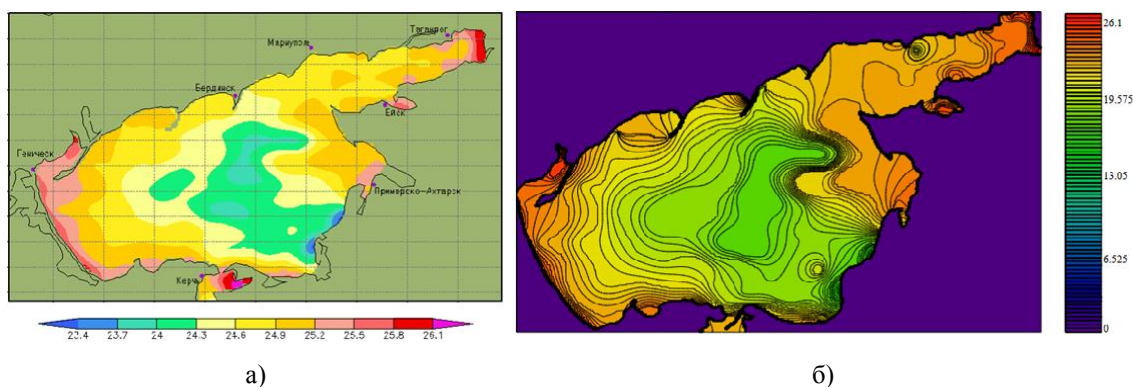 Таганрог
Мариуполь
Бердянск
Ейск
Геническ
Приморско-Ахтарск
Керчь
23.4 23.7 24 24.3 24.6 24.9 25.2 25.5 25.8 26.1
26.1
19.575
13.05
6.525
0
а) б)